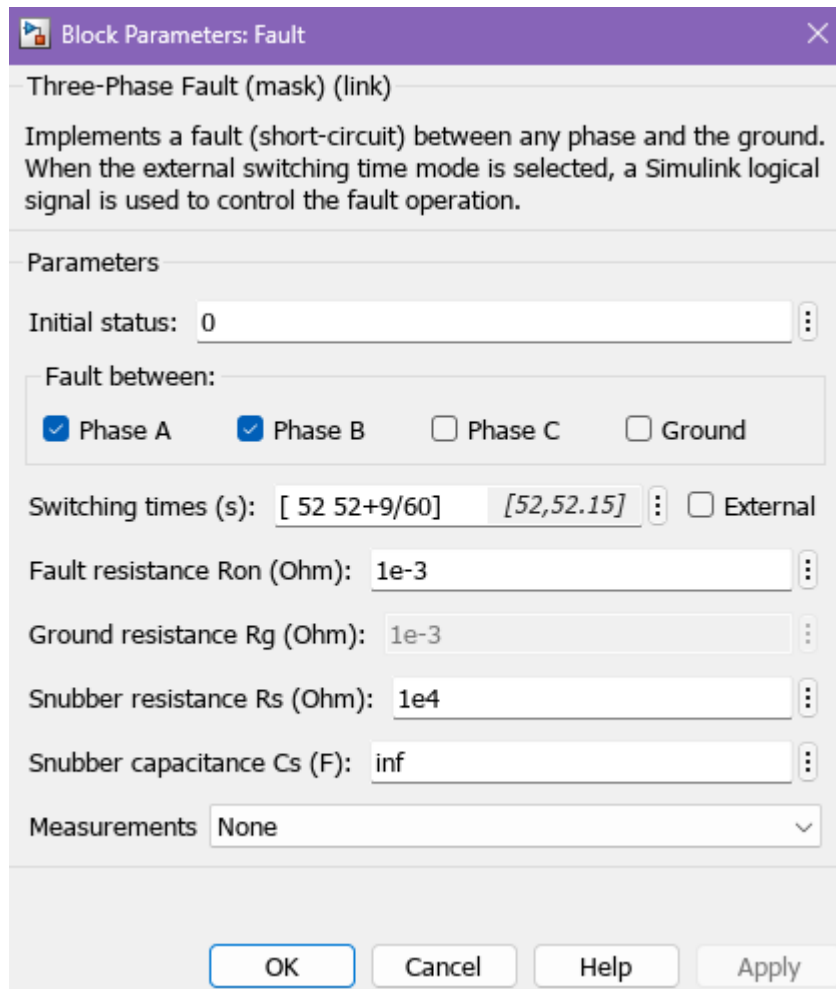 Block Parameters: Fault
Three-Phase Fault (mask) (link)
Implements a fault (short-circuit) between any phase and the ground.
When the external switching time mode is selected, a Simulink logical
signal is used to control the fault operation.
Parameters
Initial status: 0
Fault between:
Phase A Phase B Phase C Ground
Switching times (s): [ 52 52+9/60] [52,52.15] External
Fault resistance Ron (Ohm): 1e-3
Ground resistance Rg (Ohm): 1e-3
Snubber resistance Rs (Ohm): 1e4
Snubber capacitance Cs (F): inf
Measurements None
OK Cancel Help Apply